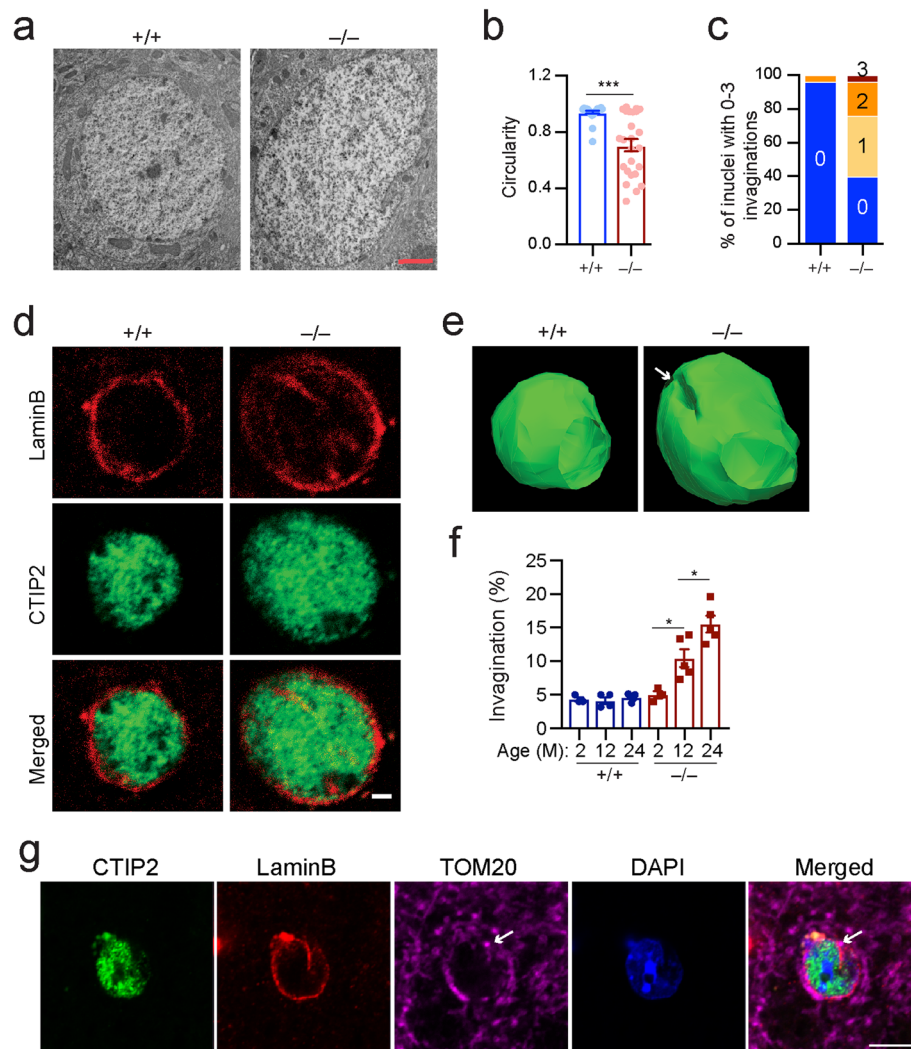 a
+/+
–/–
b
***
Circularity
1.2
0.8
0.4
0.0
+/+
–/–
c
% of inuclei with 0-3
invaginations
100
80
60
40
20
0
0
3
2
1
0
+/+
–/–
d
+/+
–/–
LaminB
CTIP2
Merged
e
+/+
–/–
f
Invagination (%)
25
20
15
10
5
0
*
*
Age (M): 2 12 24 2 12 24
+/+
–/–
g
CTIP2 LaminB TOM20 DAPI Merged